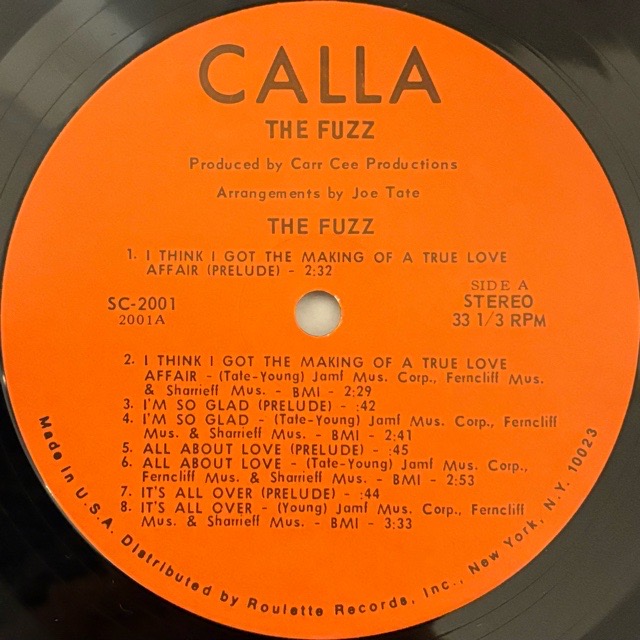 CALLA
THE FUZZ
Produced by Carr Cee Productions
Arrangements by Joe Tate
THE FUZZ
1. I THINK I GOT THE MAKING OF A TRUE LOVE
AFFAIR (PRELUDE) - 2:32
SC-2001
2001A
SIDE A
STEREO
33 1/3 RPM
2. I THINK I GOT THE MAKING OF A TRUE LOVE
AFFAIR - (Tate-Young) Jamf Mus. Corp., Ferncliff Mus.
& Sharrieff Mus. - BMI - 2:29
3. I'M SO GLAD (PRELUDE) - :42
4. I'M SO GLAD - (Tate-Young) Jamf Mus. Corp., Ferncliff
Mus. & Sharrieff Mus. - BMI - 2:41
5. ALL ABOUT LOVE (PRELUDE) - :45
6. ALL ABOUT LOVE - (Tate-Young) Jamf Mus. Corp.,
Ferncliff Mus. & Sharrieff Mus. - BMI - 2:53
7. IT'S ALL OVER (PRELUDE) - :44
8. IT'S ALL OVER - (Young) Jamf Mus. Corp., Ferncliff
Mus. & Sharrieff Mus. - BMI - 3:33
Made in U.S.A. Distributed by Roulette Records, Inc., New York, N.Y. 10023